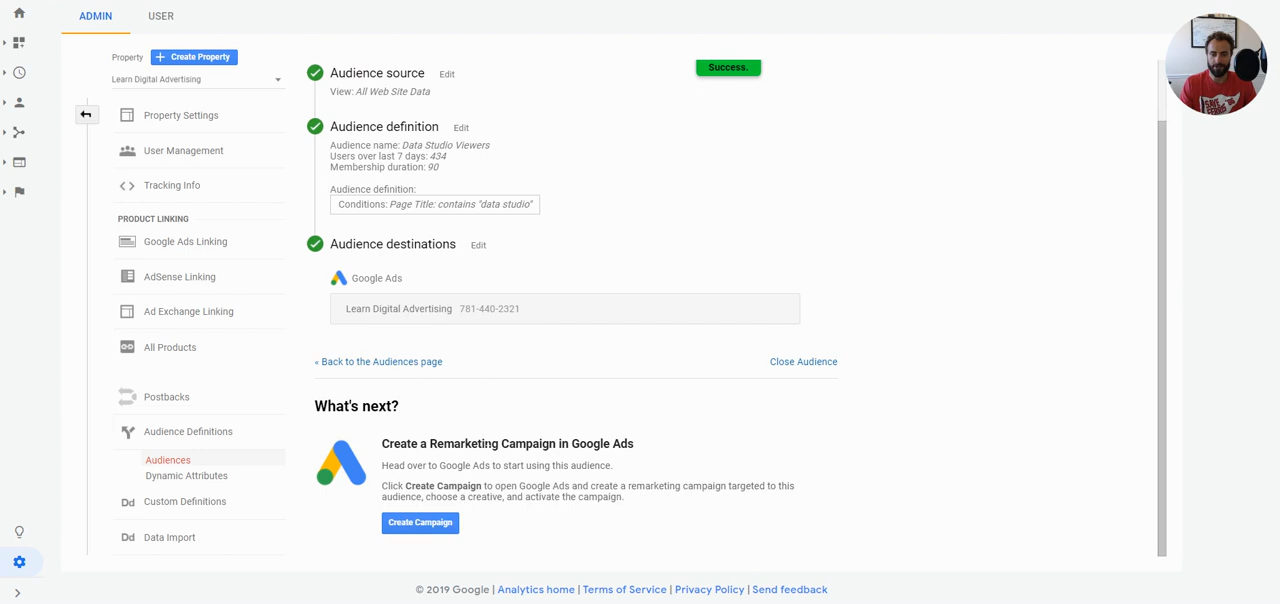 ADMIN
USER
Property
Create Property
Learn Digital Advertising
Property Settings
User Management
Tracking Info
PRODUCT LINKING
Google Ads Linking
AdSense Linking
Ad Exchange Linking
All Products
Postbacks
Audience Definitions
Audiences
Dynamic Attributes
Dd Custom Definitions
Dd Data Import
Success.
Audience source Edit
View: All Web Site Data
Audience definition Edit
Audience name: Data Studio Viewers
Users over last 7 days: 434
Membership duration: 90
Audience definition:
Conditions: Page Title: contains "data studio"
Audience destinations Edit
Google Ads
Learn Digital Advertising 781-440-2321
« Back to the Audiences page
Close Audience
What's next?
Create a Remarketing Campaign in Google Ads
Head over to Google Ads to start using this audience.
Click Create Campaign to open Google Ads and create a remarketing campaign targeted to this
audience, choose a creative, and activate the campaign.
Create Campaign
© 2019 Google | Analytics home | Terms of Service | Privacy Policy | Send feedback